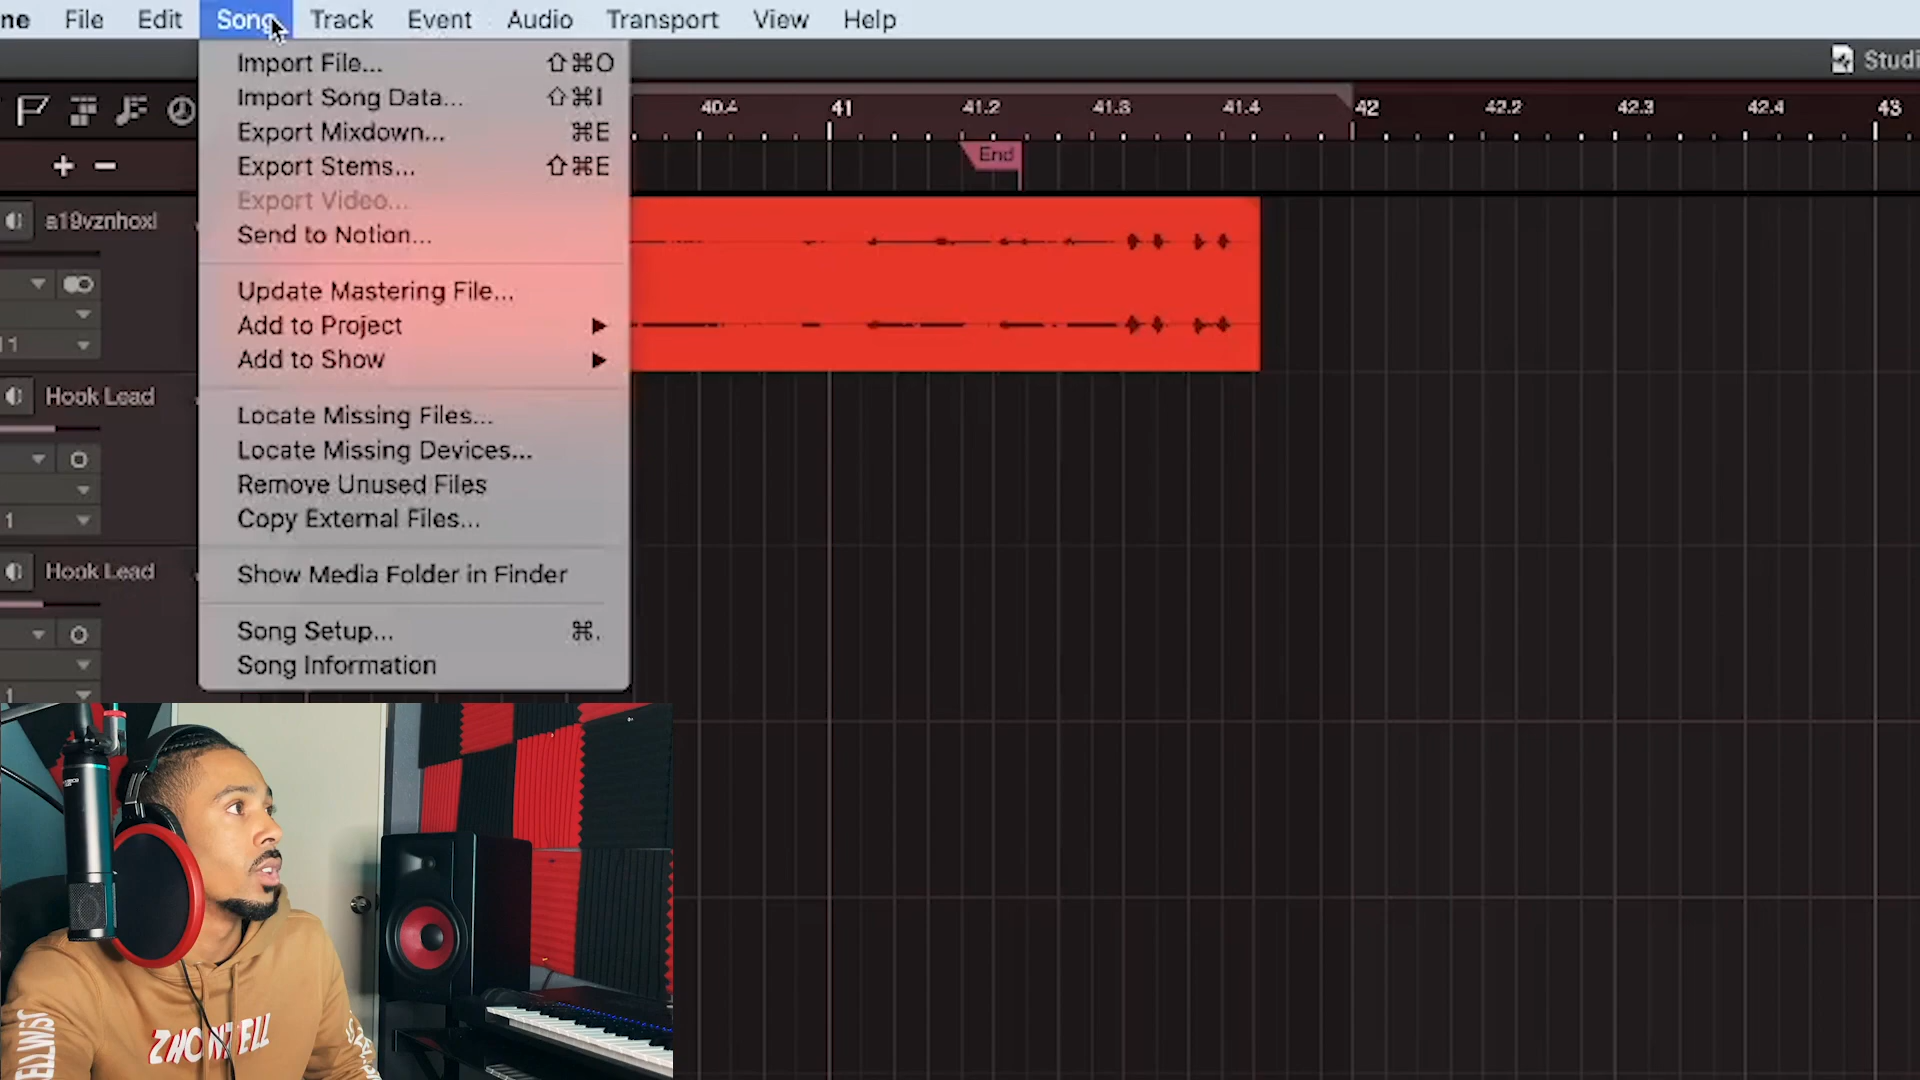 ne File Edit Song Track Event Audio Transport View Help
Studi
Import File... ⇧⌘O
Import Song Data... ⇧⌘I
Export Mixdown... ⌘E
Export Stems... ⇧⌘E
Export Video...
Send to Notion...
Update Mastering File...
Add to Project
Add to Show
Locate Missing Files...
Locate Missing Devices...
Remove Unused Files
Copy External Files...
Show Media Folder in Finder
Song Setup... ⌘.
Song Information
40.4 41 41.2 41.3 41.4 42 42.2 42.3 42.4 43
End
a19vznhoxl
11
Hook Lead
1
Hook Lead
1